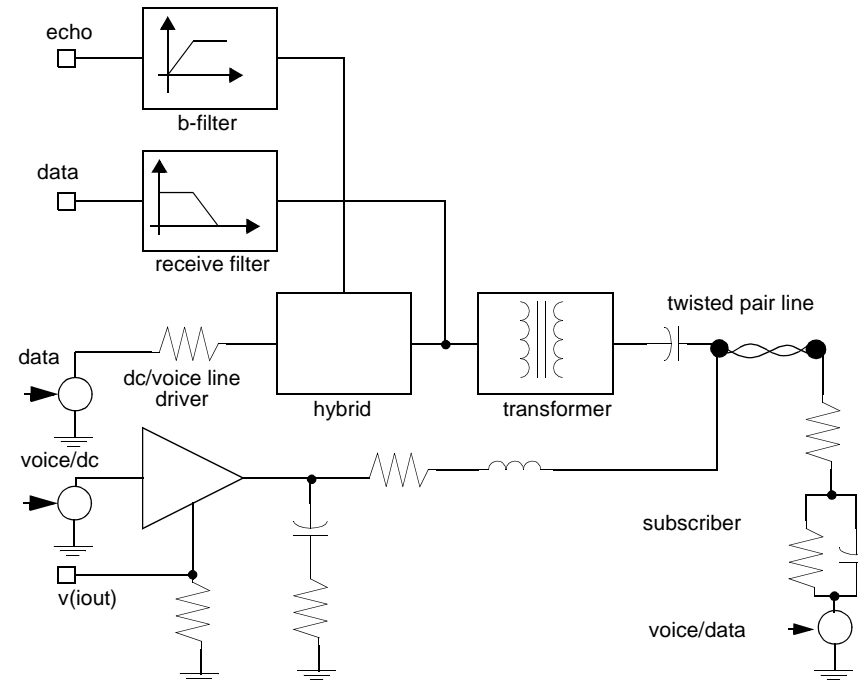 echo
b-filter
data
receive filter
twisted pair line
data
dc/voice line
driver
hybrid
transformer
voice/dc
subscriber
v(iout)
voice/data